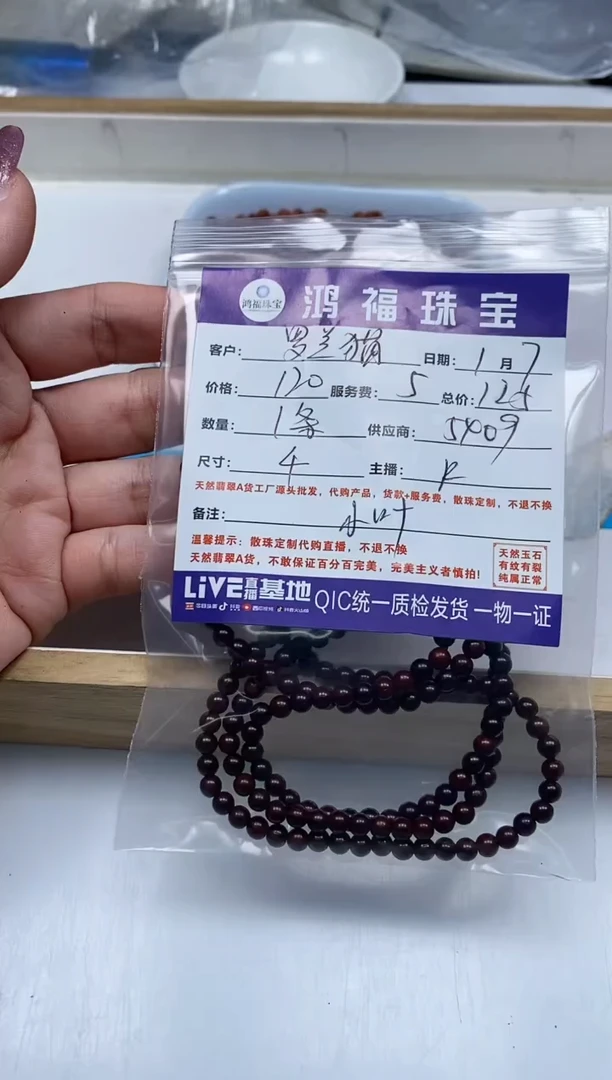 鸿福珠宝 鸿福珠宝
客户: 罗兰猫 日期: 1月7
价格: 120 服务费: 5 总价: 125
数量: 1条 供应商: 5409
尺寸: 4 主播: R
天然翡翠A货工厂源头批发，代购产品，货款+服务费，散珠定制，不退不换
备注: 小叶
温馨提示: 散珠定制代购直播，不退不换
天然翡翠A货，不敢保证百分百完美，完美主义者慎拍!
天然玉石
有纹有裂
纯属正常
LiVE直播基地 QIC统一质检发货 一物一证